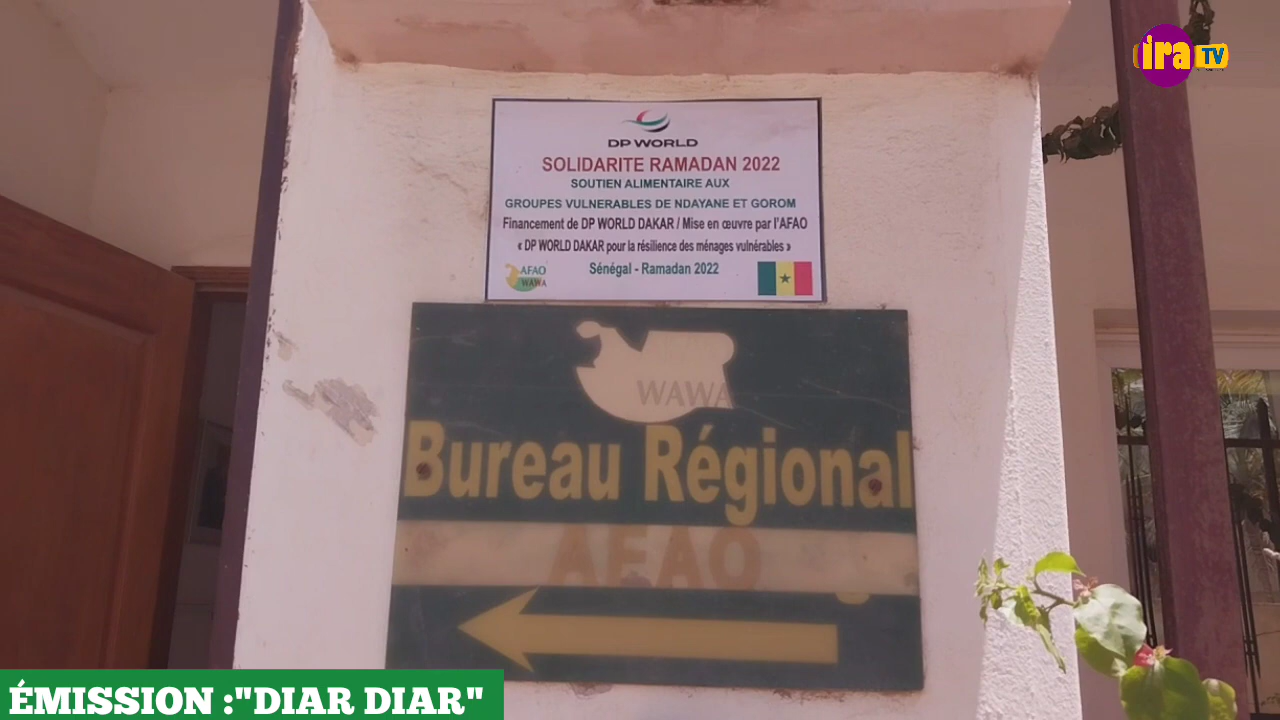 ira TV
DP WORLD
SOLIDARITE RAMADAN 2022
SOUTIEN ALIMENTAIRE AUX
GROUPES VULNERABLES DE NDAYANE ET GOROM
Financement de DP WORLD DAKAR / Mise en œuvre par l'AFAO
« DP WORLD DAKAR pour la résilience des ménages vulnérables »
Sénégal - Ramadan 2022
AFAO
WAWA
WAWA
Bureau Régional
AFAO
ÉMISSION :"DIAR DIAR"